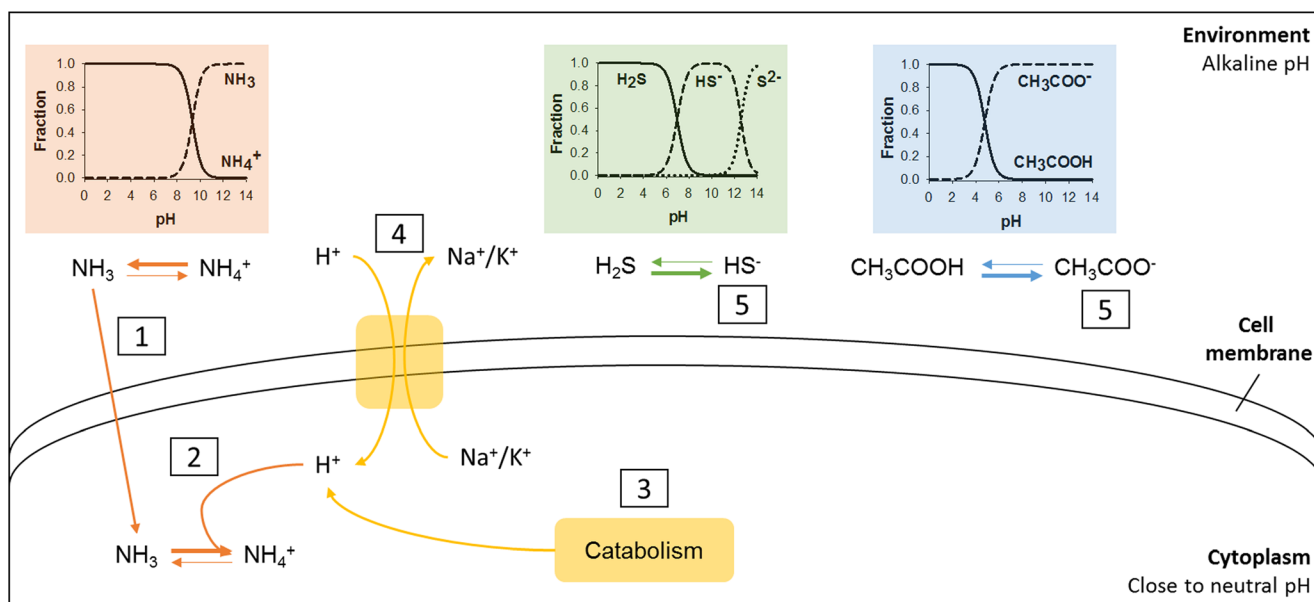 Environment
Alkaline pH
1.0
0.8
0.6
0.4
0.2
0.0
Fraction
NH₃
NH₄⁺
0 2 4 6 8 10 12 14
pH
1.0
0.8
0.6
0.4
0.2
0.0
Fraction
H₂S HS⁻ S²⁻
0 2 4 6 8 10 12 14
pH
1.0
0.8
0.6
0.4
0.2
0.0
Fraction
CH₃COO⁻
CH₃COOH
0 2 4 6 8 10 12 14
pH
NH₃ NH₄⁺
H⁺ 4 Na⁺/K⁺
H₂S HS⁻
5
CH₃COOH CH₃COO⁻
5
1
Cell
membrane
2
H⁺ Na⁺/K⁺
3
NH₃ NH₄⁺
Catabolism
Cytoplasm
Close to neutral pH